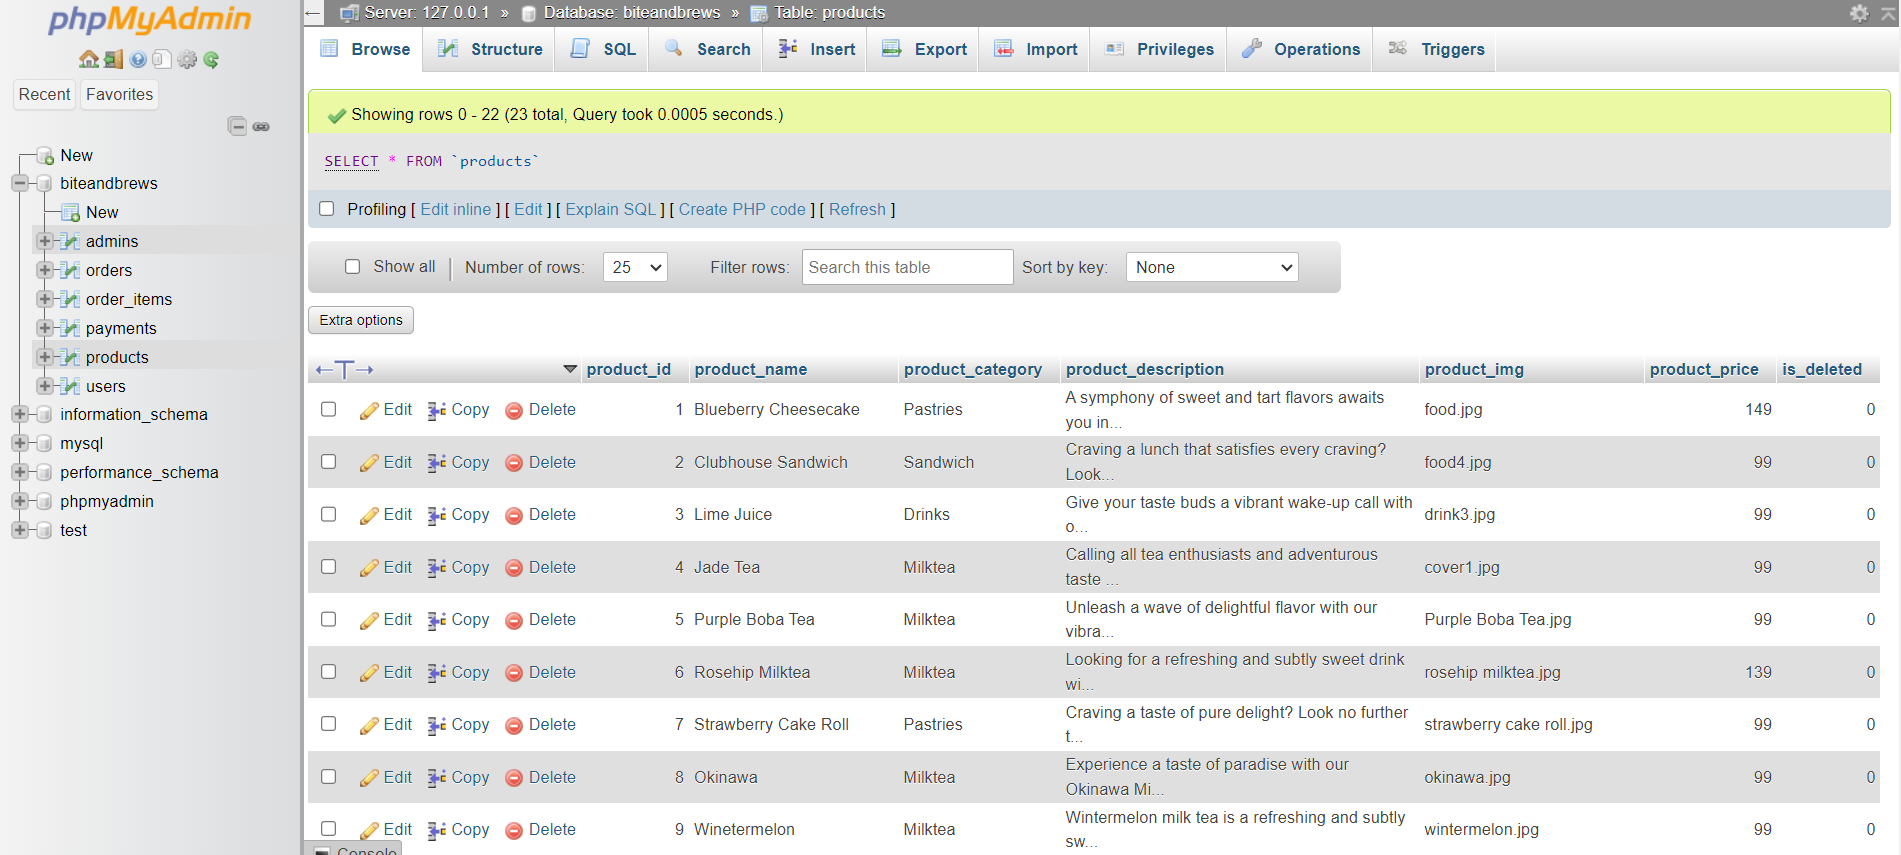 phpMyAdmin
Recent Favorites
New
biteandbrews
New
admins
orders
order_items
payments
products
users
information_schema
mysql
performance_schema
phpmyadmin
test
Server: 127.0.0.1 » Database: biteandbrews » Table: products
Browse Structure SQL Search Insert Export Import Privileges Operations Triggers
Showing rows 0 - 22 (23 total, Query took 0.0005 seconds.)
SELECT * FROM `products`
Profiling [ Edit inline ] [ Edit ] [ Explain SQL ] [ Create PHP code ] [ Refresh ]
Show all Number of rows: 25 Filter rows: Search this table Sort by key: None
Extra options
←T→ product_id product_name product_category product_description product_img product_price is_deleted
Edit Copy Delete 1 Blueberry Cheesecake Pastries A symphony of sweet and tart flavors awaits food.jpg 149 0
you in...
Edit Copy Delete 2 Clubhouse Sandwich Sandwich Craving a lunch that satisfies every craving? food4.jpg 99 0
Look...
Edit Copy Delete 3 Lime Juice Drinks Give your taste buds a vibrant wake-up call with drink3.jpg 99 0
o...
Edit Copy Delete 4 Jade Tea Milktea Calling all tea enthusiasts and adventurous cover1.jpg 99 0
taste ...
Edit Copy Delete 5 Purple Boba Tea Milktea Unleash a wave of delightful flavor with our Purple Boba Tea.jpg 99 0
vibra...
Edit Copy Delete 6 Rosehip Milktea Milktea Looking for a refreshing and subtly sweet drink rosehip milktea.jpg 139 0
wi...
Edit Copy Delete 7 Strawberry Cake Roll Pastries Craving a taste of pure delight? Look no further strawberry cake roll.jpg 99 0
t...
Edit Copy Delete 8 Okinawa Milktea Experience a taste of paradise with our okinawa.jpg 99 0
Okinawa Mi...
Edit Copy Delete 9 Winetermelon Milktea Wintermelon milk tea is a refreshing and subtly wintermelon.jpg 99 0
sw...
Console